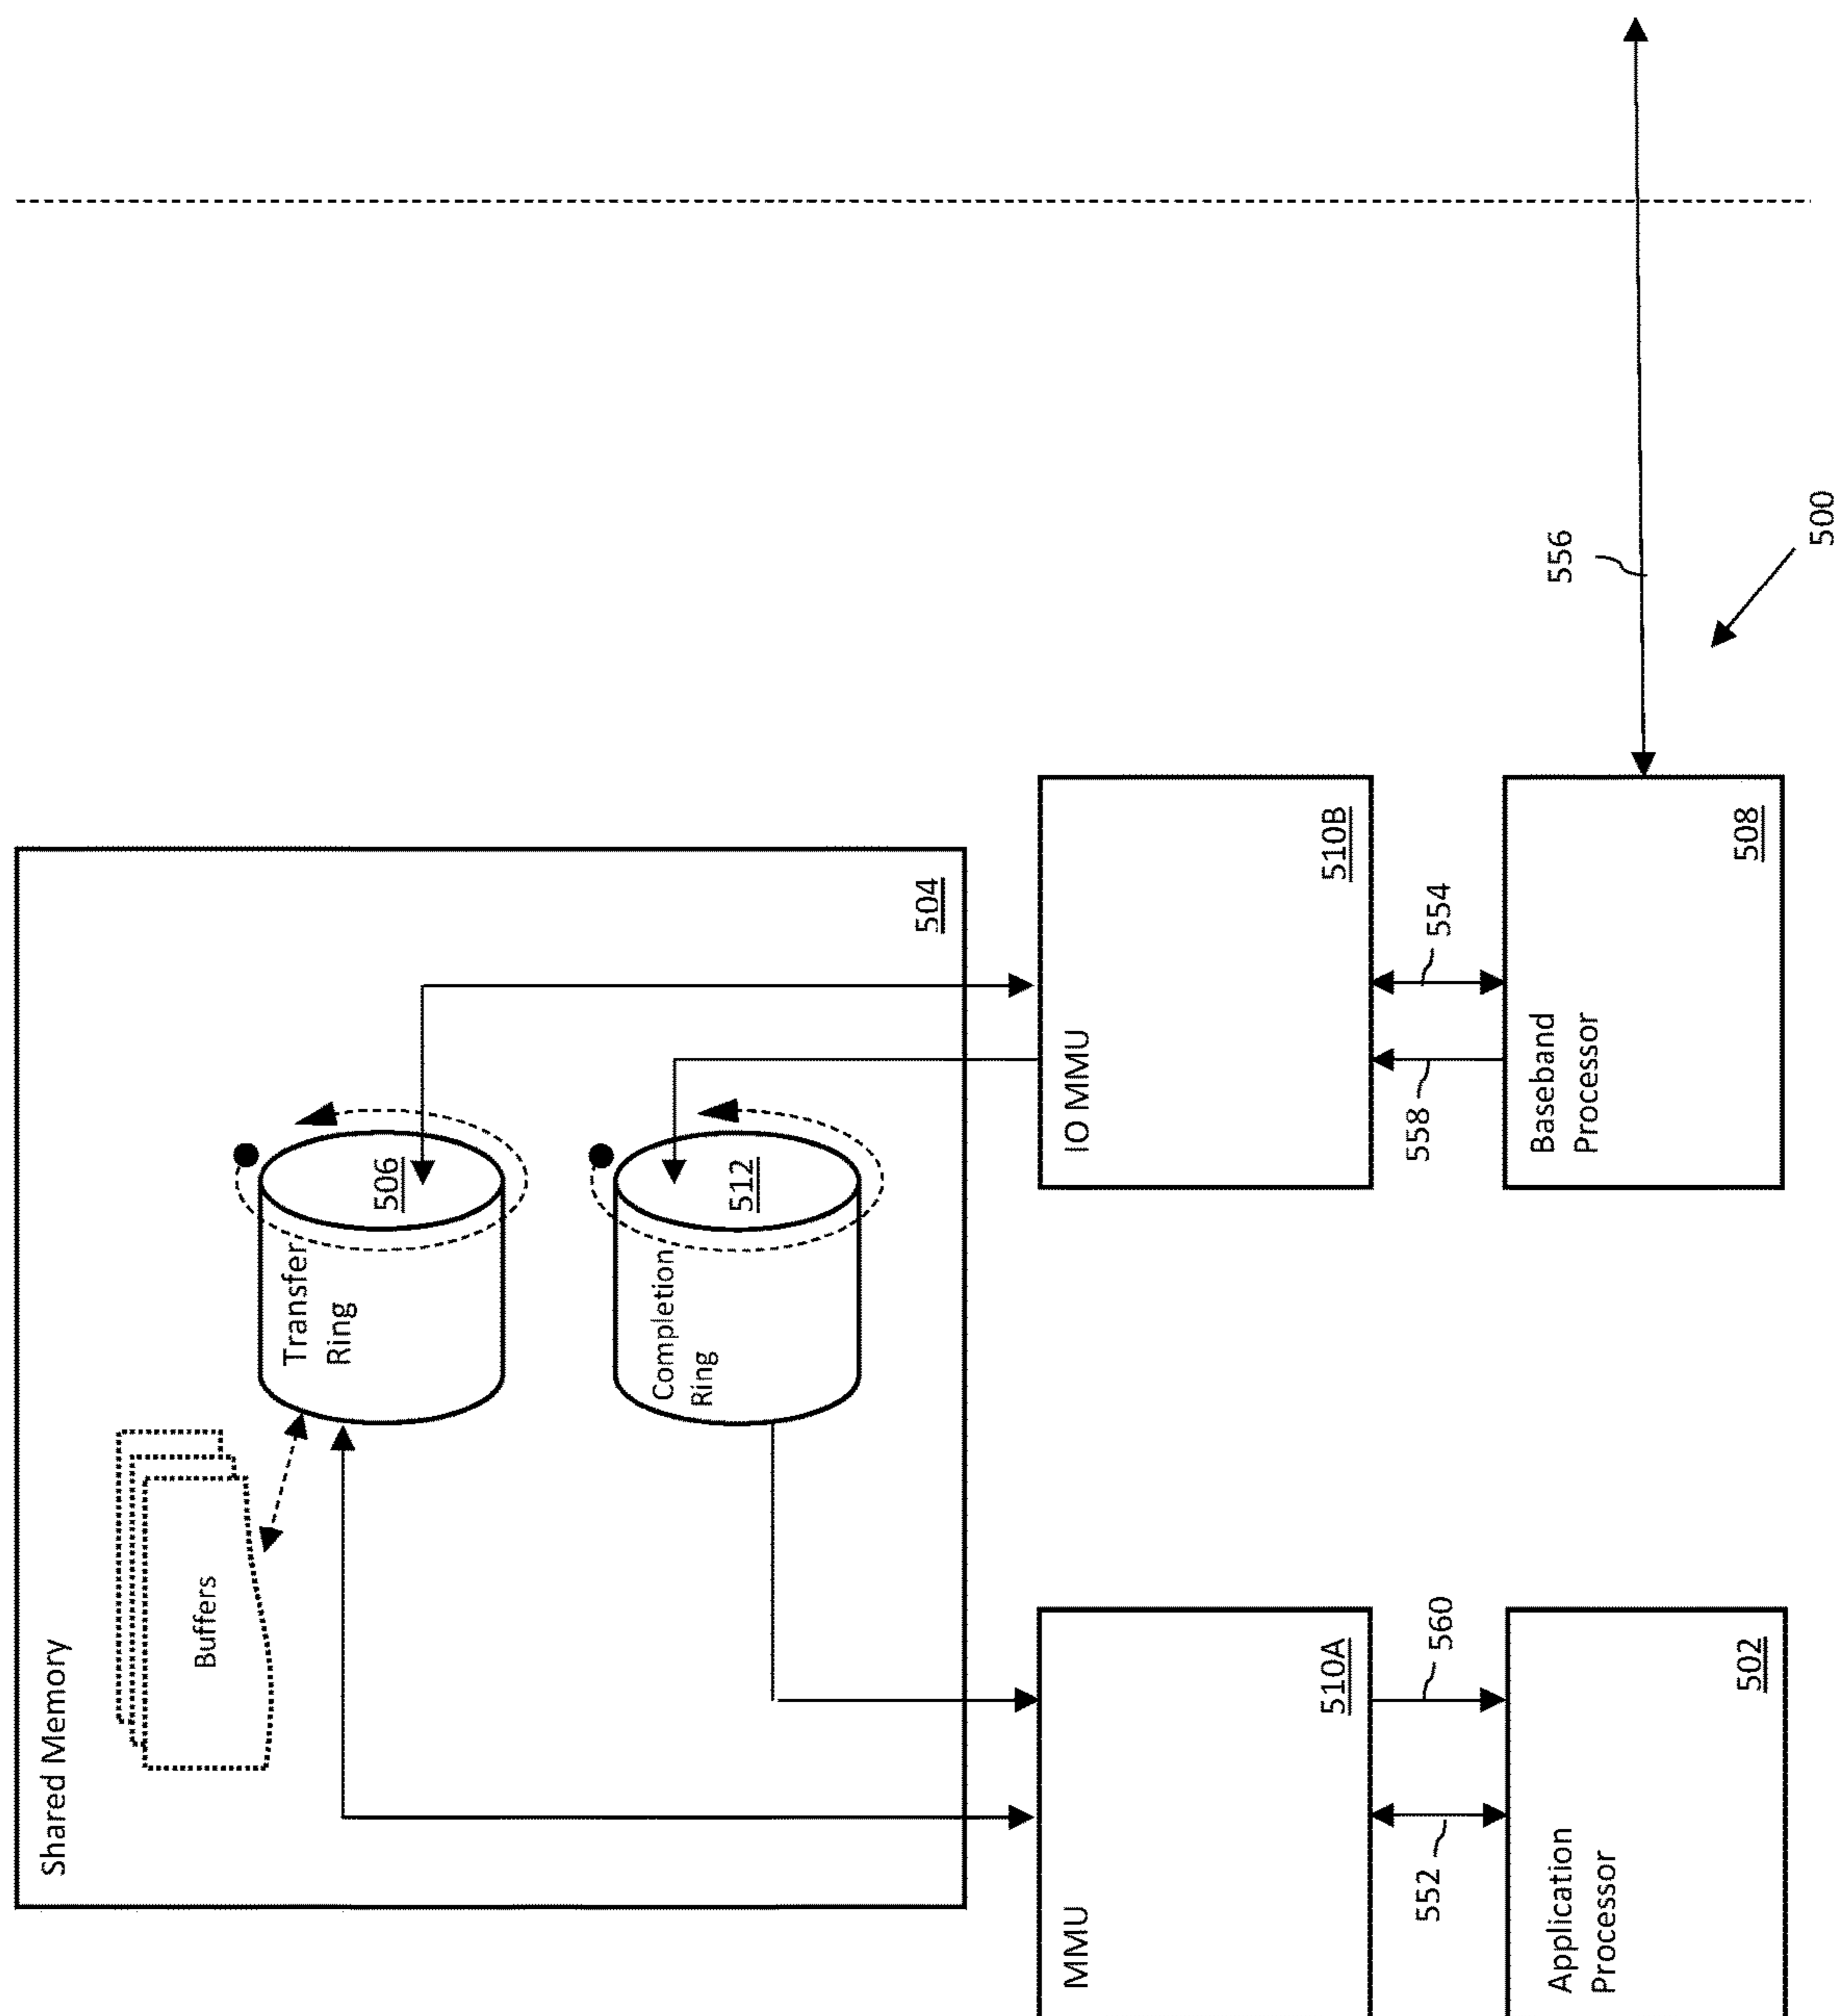 Shared Memory
Buffers
Transfer
Ring
506
Completion
Ring
512
504
MMU
510A
IO MMU
510B
552
560
558
554
Application
Processor
502
Baseband
Processor
508
556
500